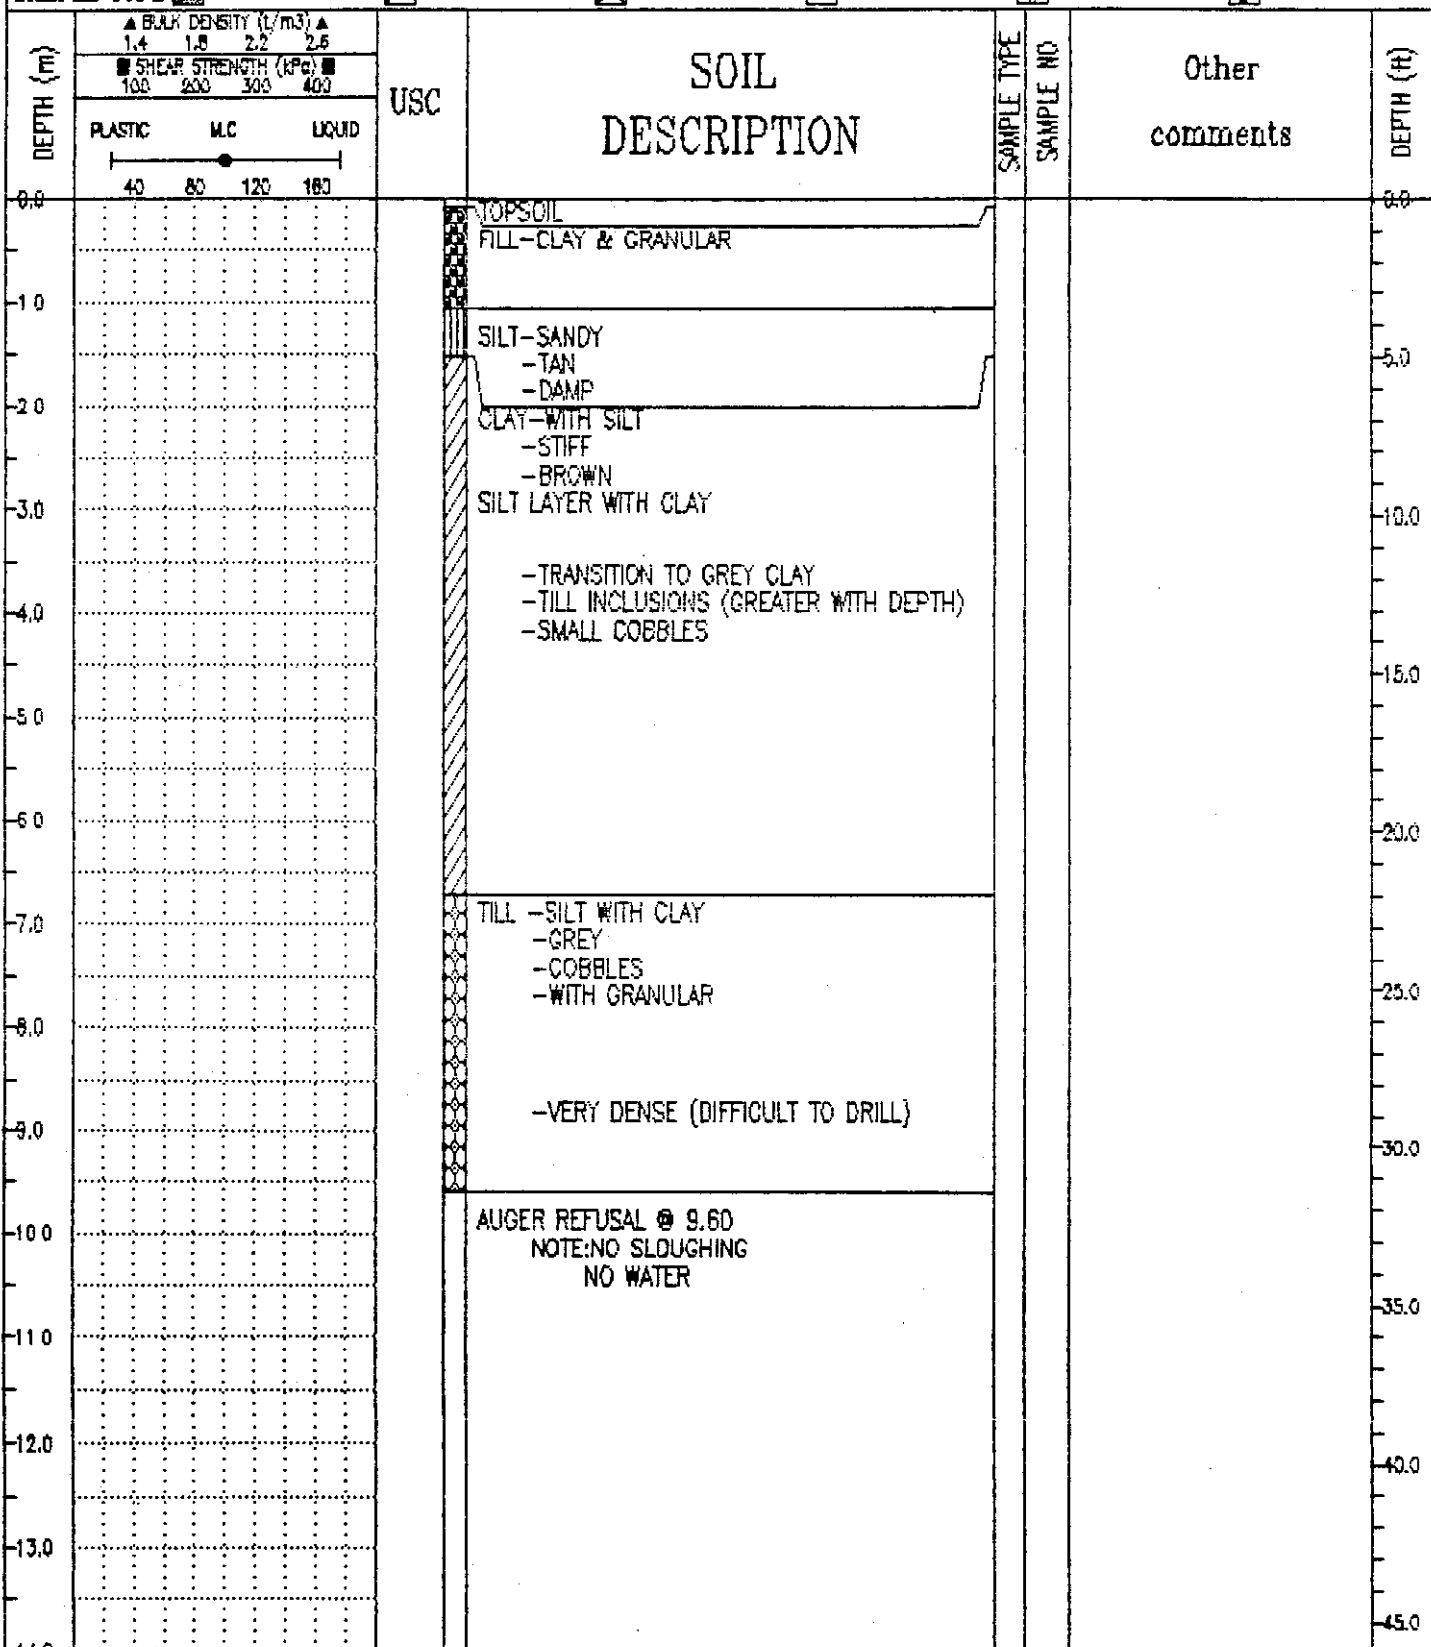 ▲ BULK DENSITY (t/m3) ▲
1.4 1.8 2.2 2.6
■ SHEAR STRENGTH (kPa) ■
100 200 300 400
PLASTIC M.C LIQUID
40 80 120 160
DEPTH (m)
USC
SOIL
DESCRIPTION
SAMPLE TYPE
SAMPLE NO
Other
comments
DEPTH (ft)
0.0
TOPSOIL
0.0
FILL-CLAY & GRANULAR
1 0
SILT-SANDY
-TAN
5.0
-DAMP
2 0
CLAY-WITH SILT
-STIFF
-BROWN
SILT LAYER WITH CLAY
3.0
10.0
-TRANSITION TO GREY CLAY
-TILL INCLUSIONS (GREATER WITH DEPTH)
4.0
-SMALL COBBLES
15.0
5 0
6 0
20.0
TILL -SILT WITH CLAY
7.0
-GREY
-COBBLES
-WITH GRANULAR
25.0
8.0
-VERY DENSE (DIFFICULT TO DRILL)
9.0
30.0
AUGER REFUSAL @ 9.60
10 0
NOTE:NO SLOUGHING
NO WATER
35.0
11 0
12.0
40.0
13.0
45.0